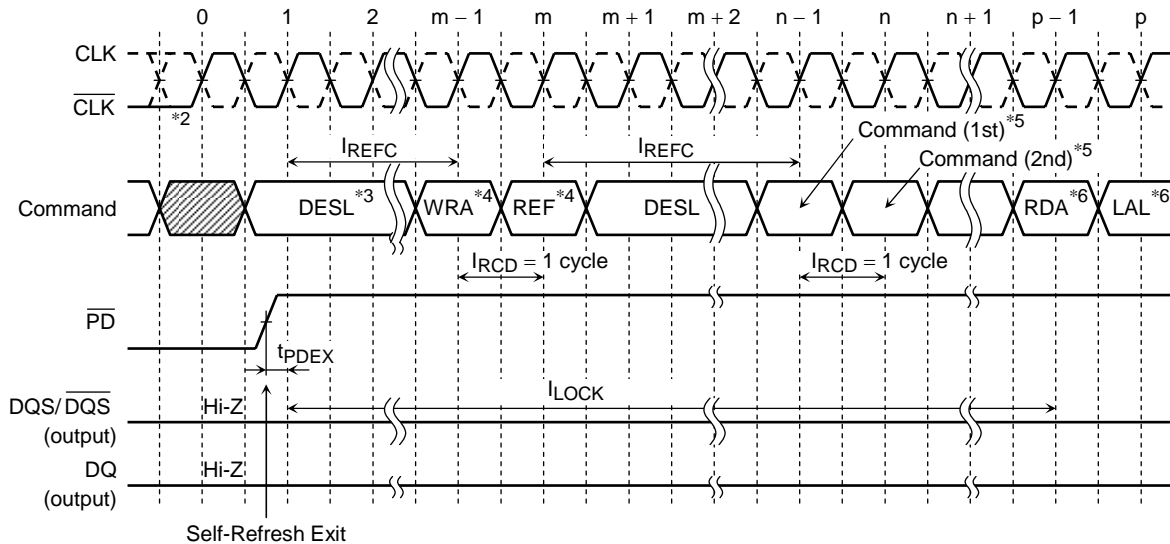 0 1 2 m − 1 m m + 1 m + 2 n − 1 n n + 1 p − 1 p
CLK
CLK
*2
IREFC
IREFC
Command (1st)*5
Command (2nd)*5
Command
DESL*3
WRA*4
REF*4
DESL
RDA*6
LAL*6
IRCD = 1 cycle
IRCD = 1 cycle
PD
tPDEX
ILOCK
DQS/DQS
(output)
Hi-Z
DQ
(output)
Hi-Z
Self-Refresh Exit